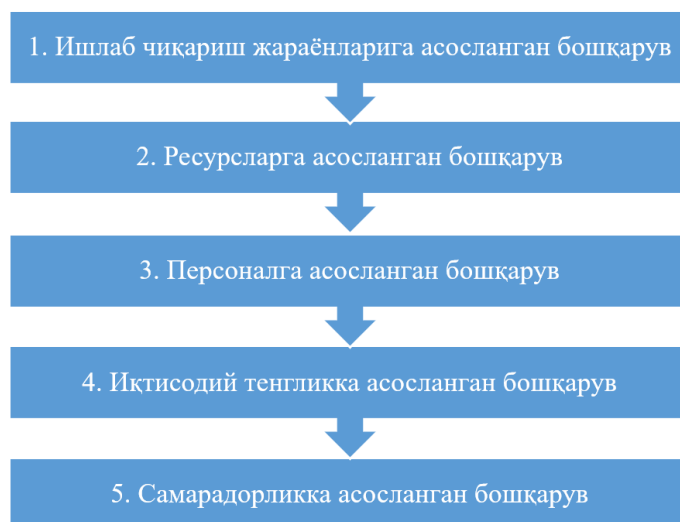 1. Ишлаб чиқариш жараёнларига асосланган бошқарув
2. Ресурсларга асосланган бошқарув
3. Персоналга асосланган бошқарув
4. Иқтисодий тенгликка асосланган бошқарув
5. Самарадорликка асосланган бошқарув